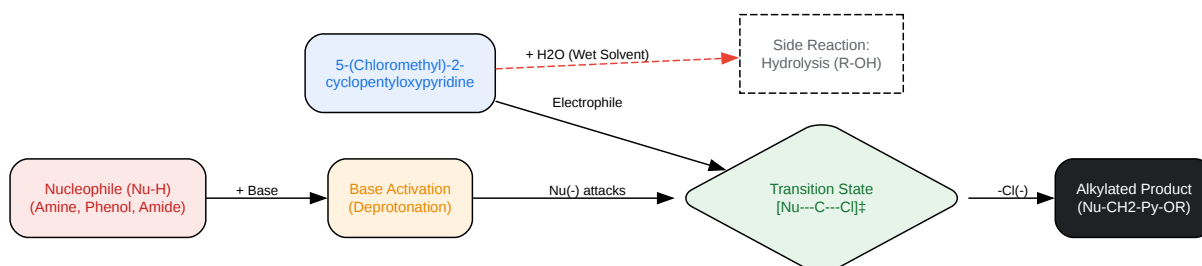 5-(Chloromethyl)-2-
cyclopentyloxypyridine
+ H2O (Wet Solvent)
Side Reaction:
Hydrolysis (R-OH)
Electrophile
Nucleophile (Nu-H)
(Amine, Phenol, Amide)
+ Base
Base Activation
(Deprotonation)
Nu(-) attacks
Transition State
[Nu---C---Cl]‡
-Cl(-)
Alkylated Product
(Nu-CH2-Py-OR)